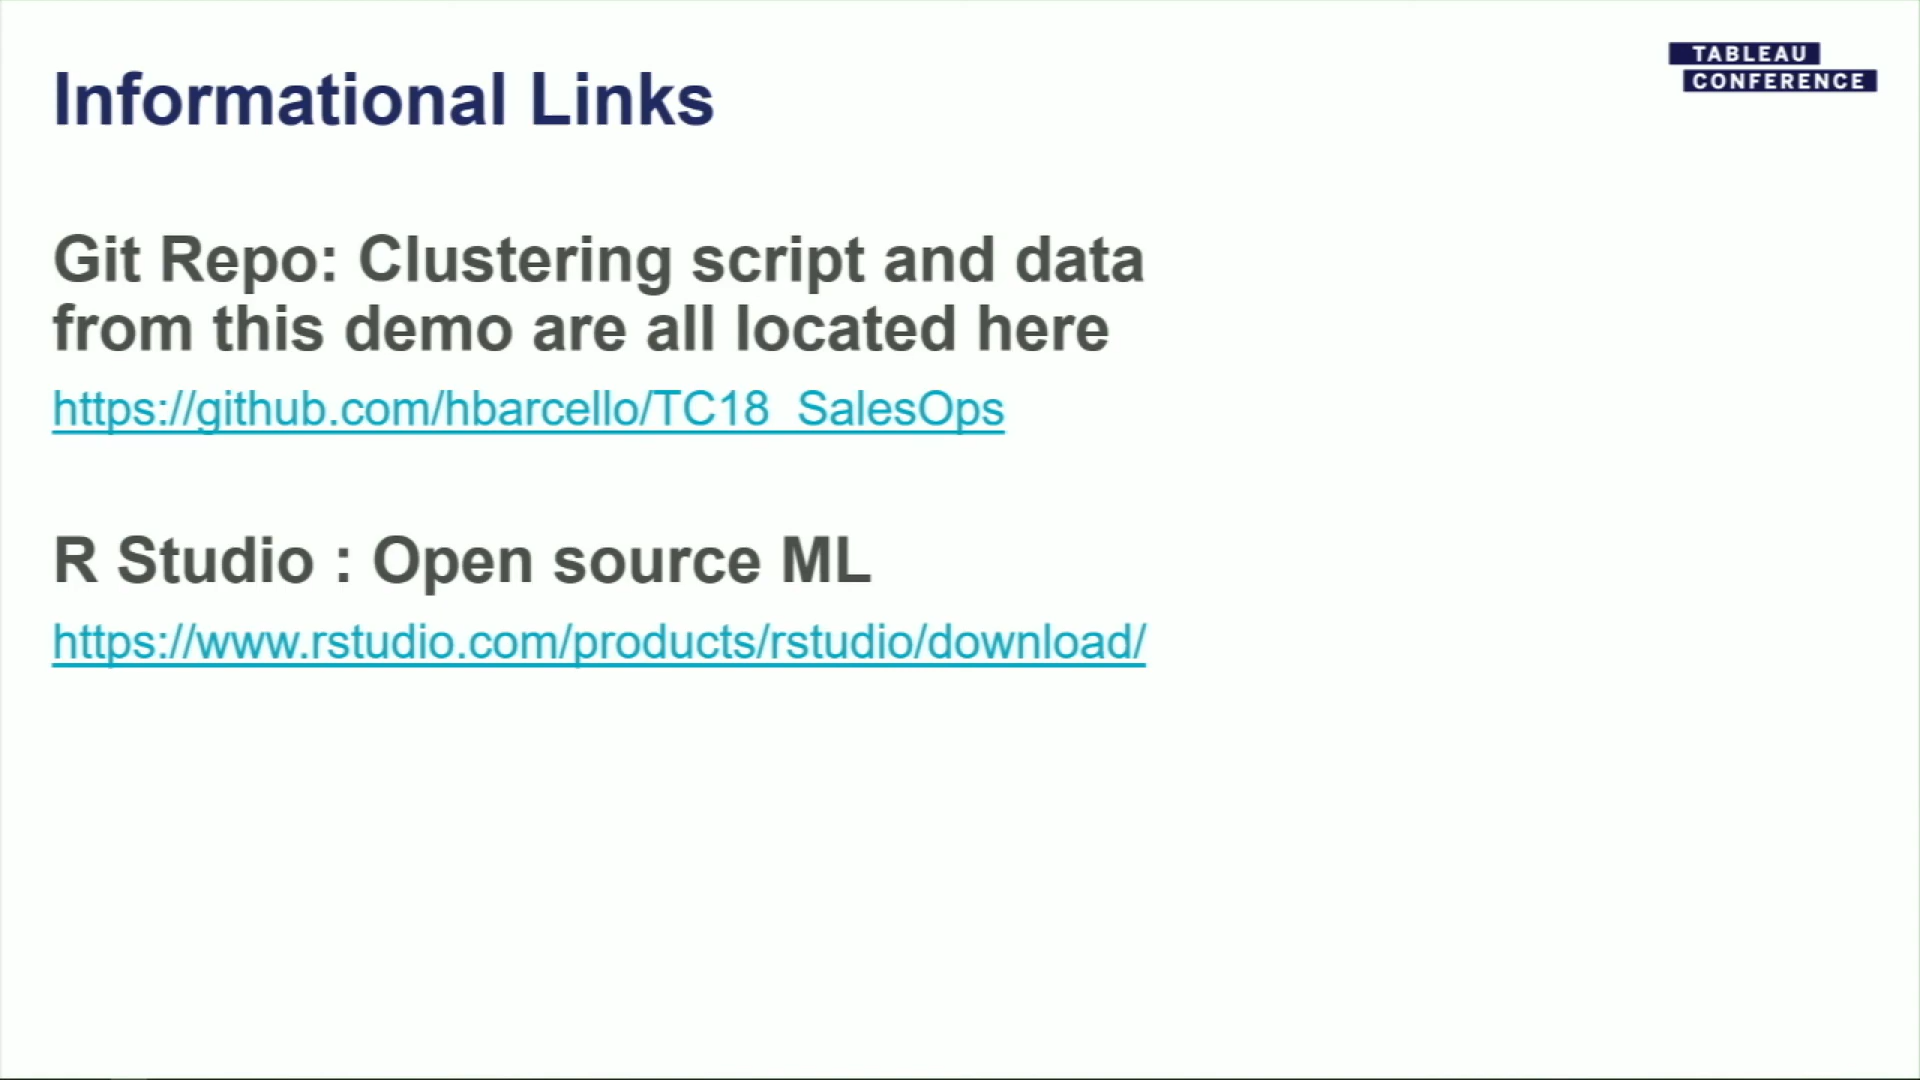 Informational Links
TABLEAU
CONFERENCE
Git Repo: Clustering script and data
from this demo are all located here
https://github.com/hbarcello/TC18_SalesOps
R Studio : Open source ML
https://www.rstudio.com/products/rstudio/download/